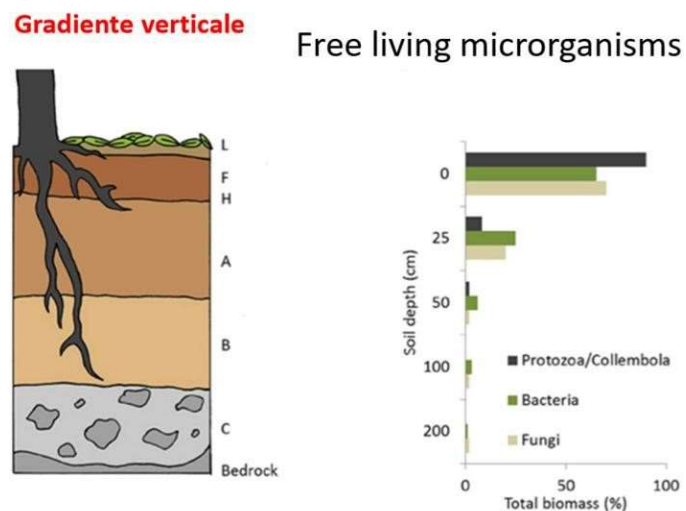 Gradiente verticale
Free living microrganisms
L
F
H
A
B
C
Bedrock
Soil depth (cm)
0
25
50
100
200
Protozoa/Collembola
Bacteria
Fungi
0
50
100
Total biomass (%)